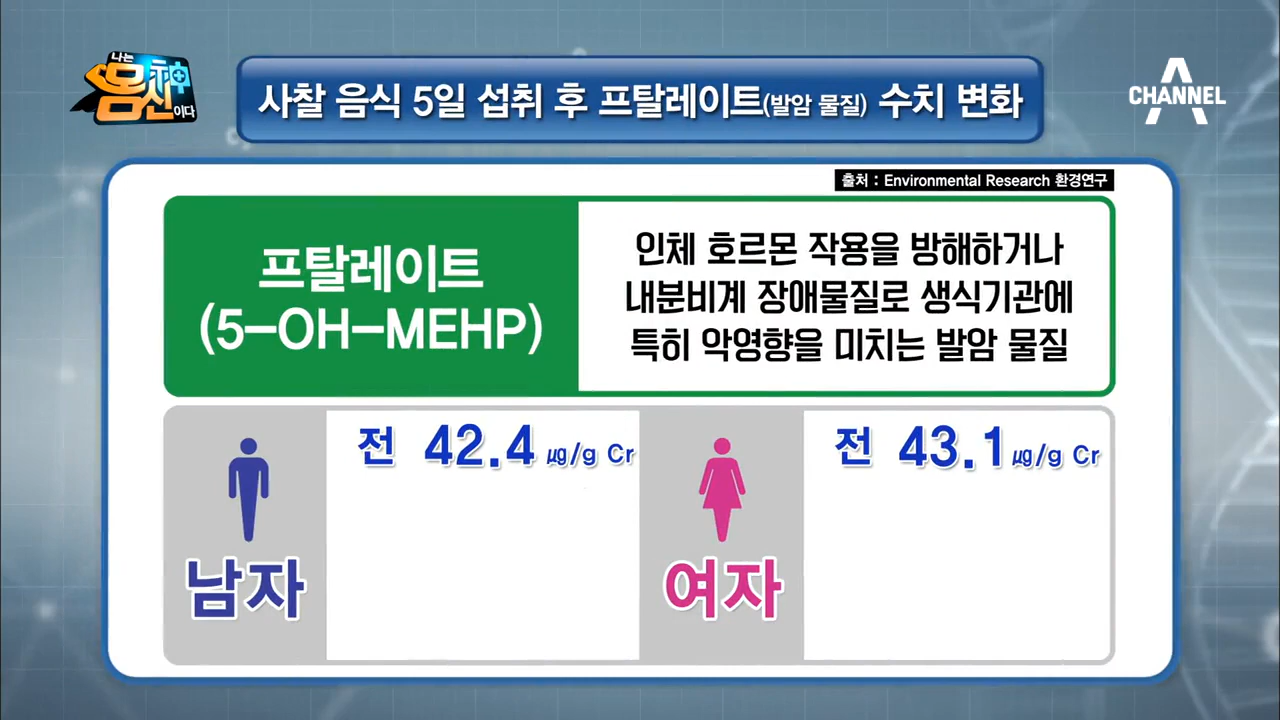 나는
몸神
신이다
사찰 음식 5일 섭취 후 프탈레이트(발암 물질) 수치 변화
CHANNEL A
출처 : Environmental Research 환경연구
프탈레이트
(5-OH-MEHP)
인체 호르몬 작용을 방해하거나
내분비계 장애물질로 생식기관에
특히 악영향을 미치는 발암 물질
전 42.4 ㎍/g Cr
남자
전 43.1 ㎍/g Cr
여자